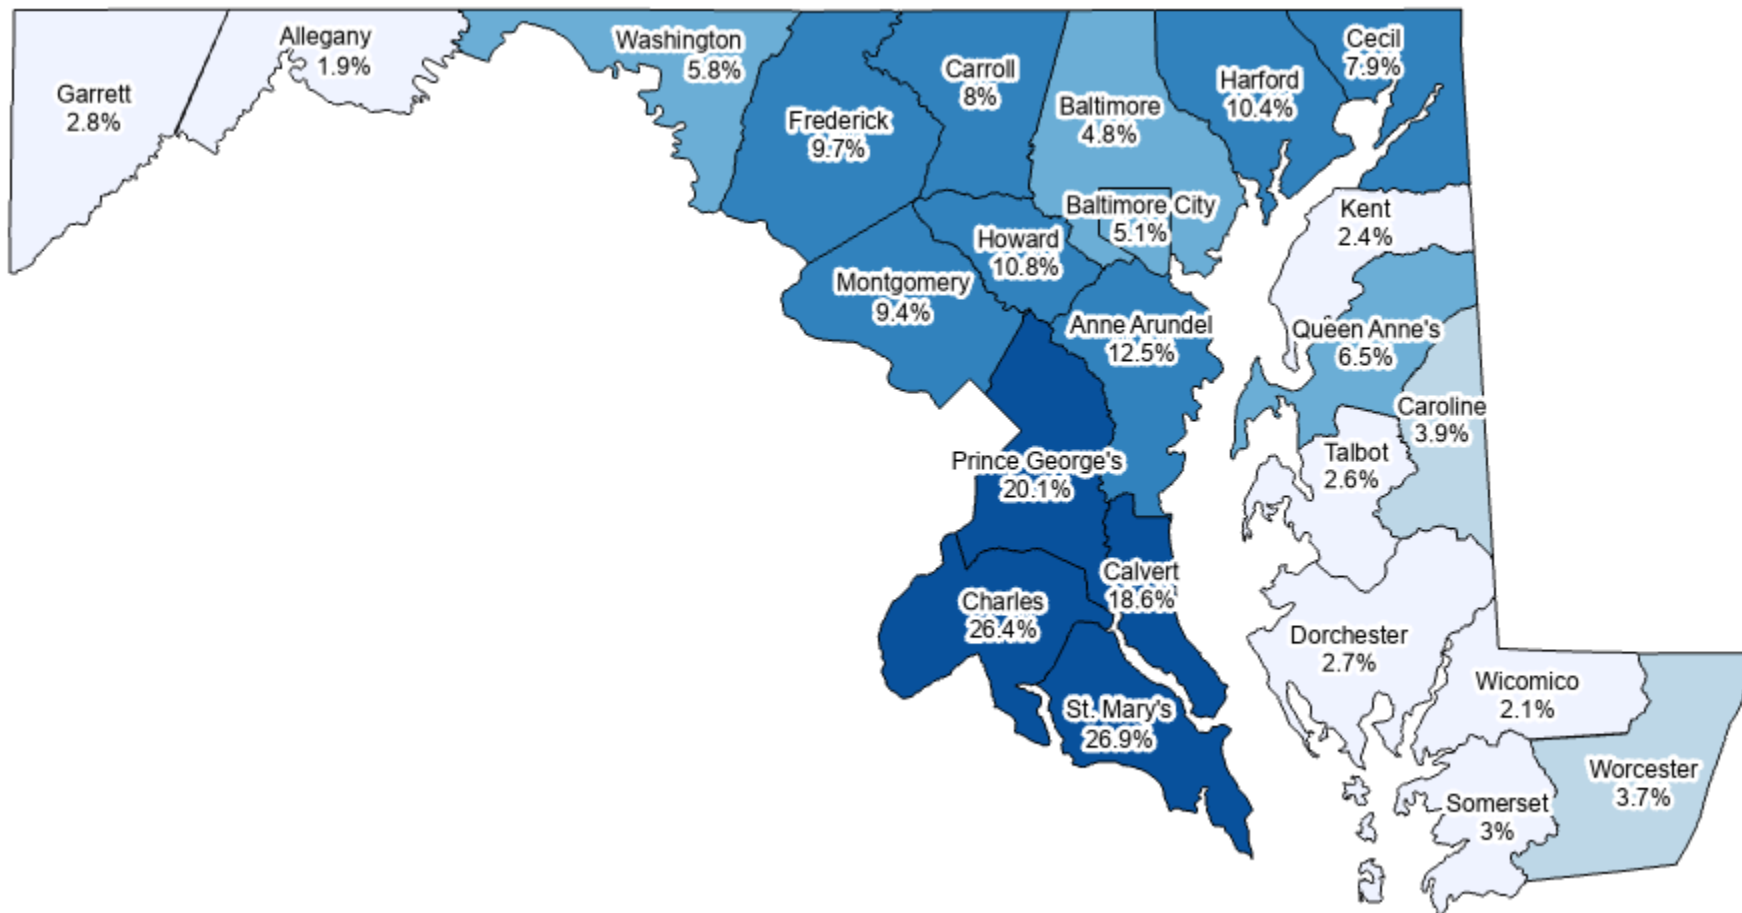 Allegany
1.9%
Washington
5.8%
Cecil
7.9%
Garrett
2.8%
Carroll
8%
Harford
10.4%
Frederick
9.7%
Baltimore
4.8%
Baltimore City
5.1%
Kent
2.4%
Howard
10.8%
Montgomery
9.4%
Anne Arundel
12.5%
Queen Anne's
6.5%
Caroline
3.9%
Talbot
2.6%
Prince George's
20.1%
Calvert
18.6%
Charles
26.4%
Dorchester
2.7%
Wicomico
2.1%
St. Mary's
26.9%
Worcester
3.7%
Somerset
3%